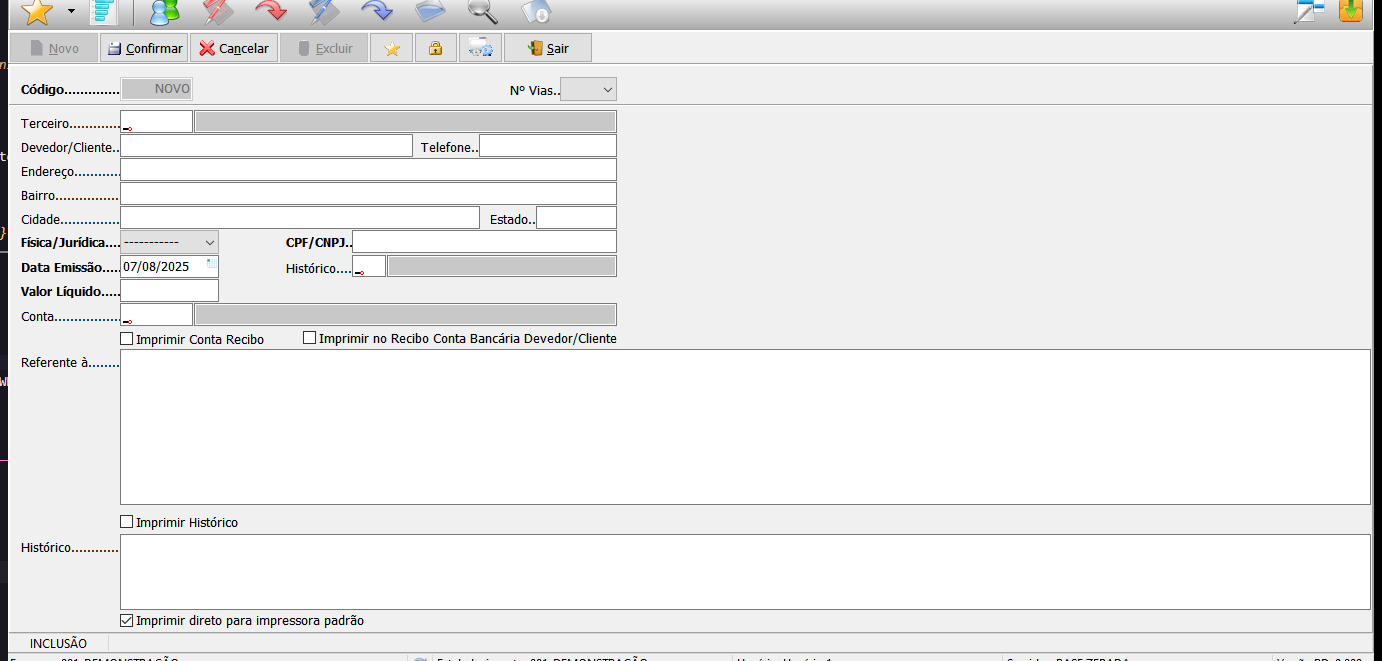 Novo Confirmar Cancelar Excluir Sair
Código.............. NOVO Nº Vias..
Terceiro.............
Devedor/Cliente.. Telefone..
Endereço............
Bairro.................
Cidade............... Estado..
Física/Jurídica.... ----------- CPF/CNPJ..
Data Emissão..... 07/08/2025 Histórico....
Valor Líquido.....
Conta.................
Imprimir Conta Recibo Imprimir no Recibo Conta Bancária Devedor/Cliente
Referente à........
Imprimir Histórico
Histórico............
Imprimir direto para impressora padrão
INCLUSÃO